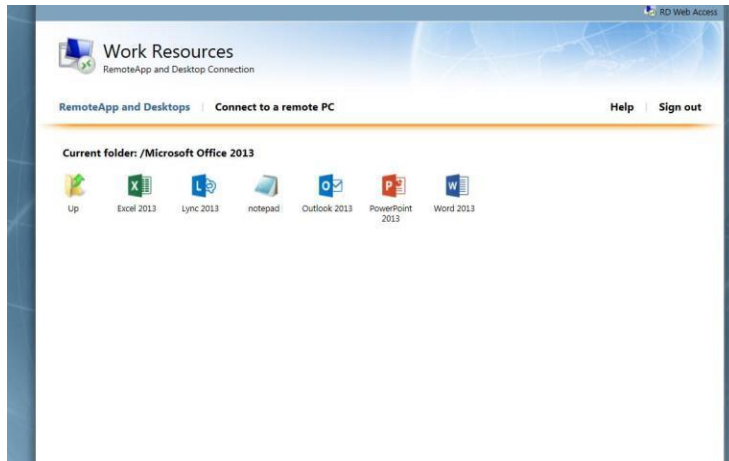 RD Web Access
Work Resources
RemoteApp and Desktop Connection
RemoteApp and Desktops | Connect to a remote PC
Help | Sign out
Current folder: /Microsoft Office 2013
Up
Excel 2013
Lync 2013
notepad
Outlook 2013
PowerPoint
2013
Word 2013